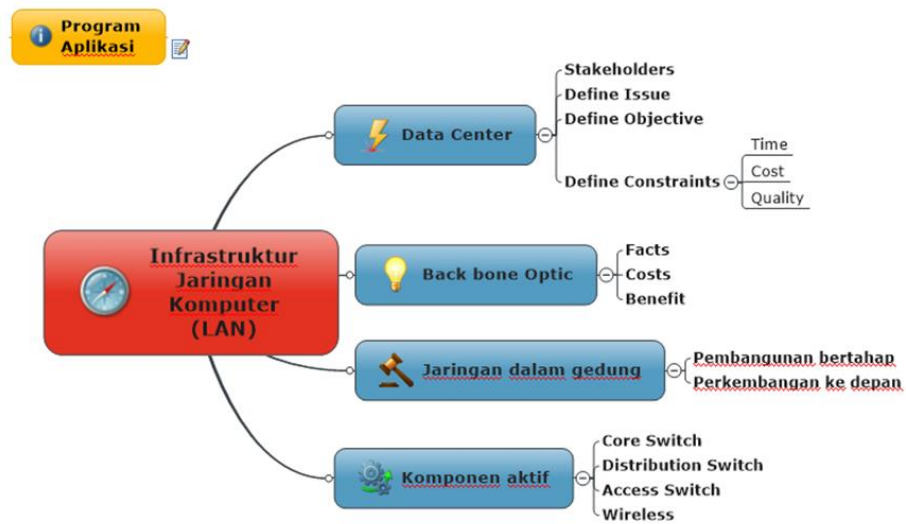 Program
Aplikasi
Data Center
Stakeholders
Define Issue
Define Objective
Define Constraints
Time
Cost
Quality
Infrastruktur
Jaringan
Komputer
(LAN)
Back bone Optic
Facts
Costs
Benefit
Jaringan dalam gedung
Pembangunan bertahap
Perkembangan ke depan
Komponen aktif
Core Switch
Distribution Switch
Access Switch
Wireless